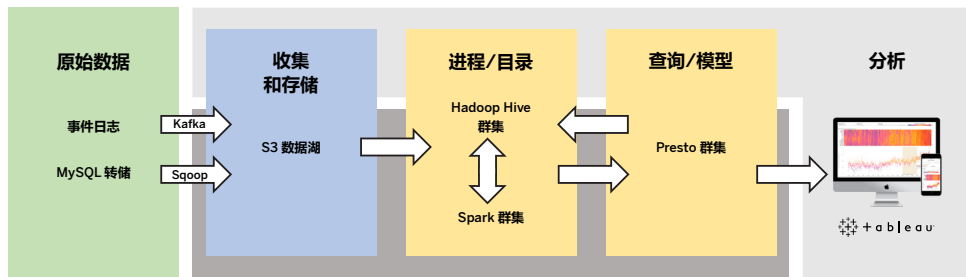 原始数据
事件日志
MySQL 转储
Kafka
Sqoop
收集
和存储
S3 数据湖
进程/目录
Hadoop Hive
群集
Spark 群集
查询/模型
Presto 群集
分析
+ a b l e a u